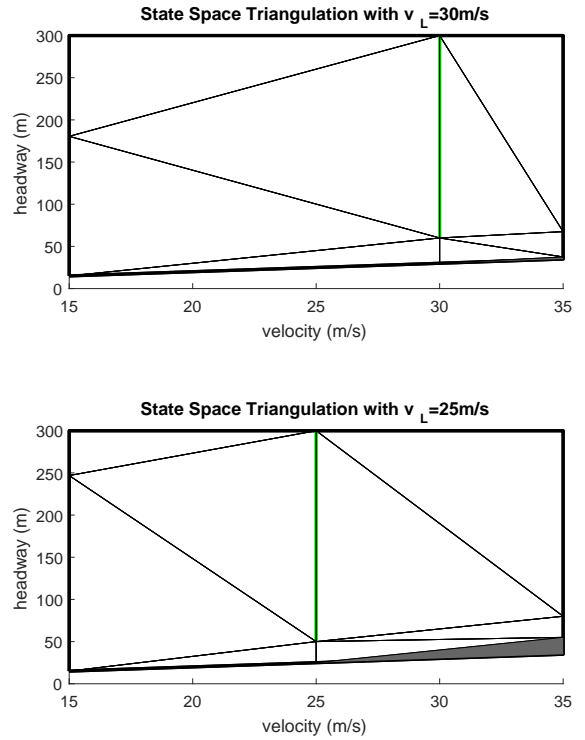 State Space Triangulation with v_L=30m/s
300
250
200
150
100
50
0
headway (m)
15 20 25 30 35
velocity (m/s)
State Space Triangulation with v_L=25m/s
300
250
200
150
100
50
0
headway (m)
15 20 25 30 35
velocity (m/s)